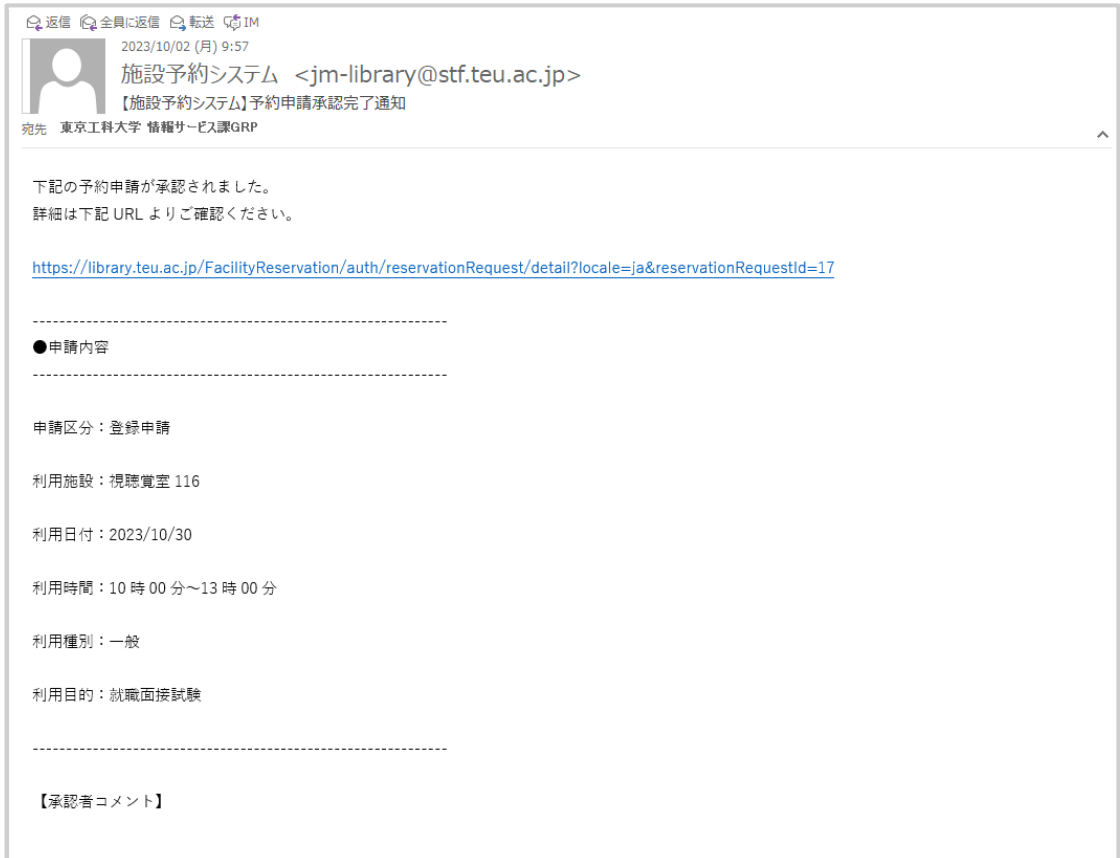 返信 全員に返信 転送 IM
2023/10/02 (月) 9:57
施設予約システム <jm-library@stf.teu.ac.jp>
【施設予約システム】予約申請承認完了通知
宛先 東京工科大学 情報サービス課GRP
下記の予約申請が承認されました。
詳細は下記 URL よりご確認ください。
https://library.teu.ac.jp/FacilityReservation/auth/reservationRequest/detail?locale=ja&reservationRequestId=17
--------------------------------------------------------------
●申請内容
--------------------------------------------------------------
申請区分：登録申請
利用施設：視聴覚室 116
利用日付：2023/10/30
利用時間：10 時 00 分～13 時 00 分
利用種別：一般
利用目的：就職面接試験
--------------------------------------------------------------
【承認者コメント】